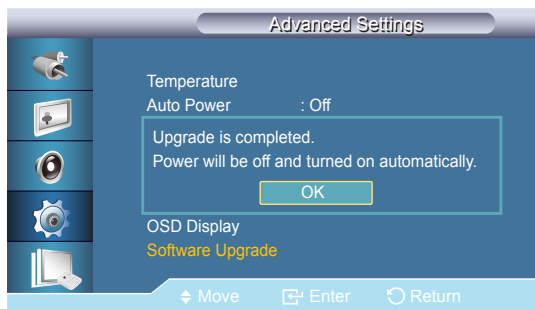 Advanced Settings
Temperature
Auto Power : Off
Upgrade is completed.
Power will be off and turned on automatically.
OK
OSD Display
Software Upgrade
Move Enter Return